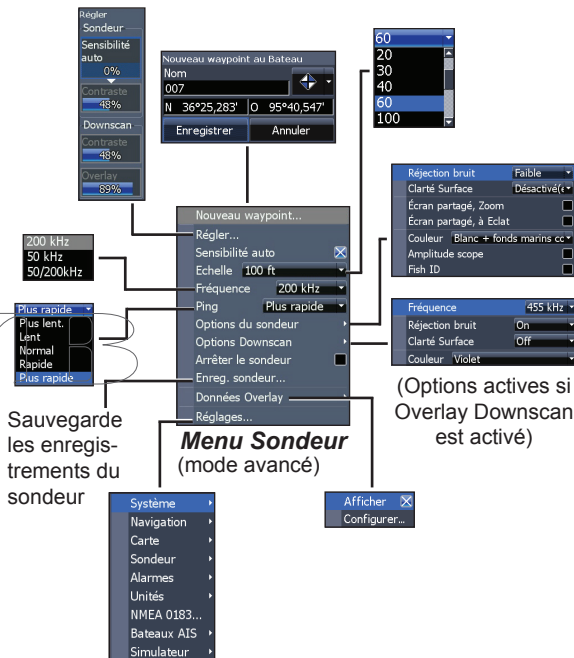 Régler
Sondeur
Sensibilité
auto
0%
Contraste
48%
Downscan
Contraste
48%
Overlay
89%
Nouveau waypoint au Bateau
Nom
007
N 36°25,283' O 95°40,547'
Enregistrer Annuler
60
20
30
40
60
100
Nouveau waypoint...
Régler...
Sensibilité auto
Echelle 100 ft
Fréquence 200 kHz
Ping Plus rapide
Options du sondeur
Options Downscan
Arrêter le sondeur
Enreg. sondeur...
Données Overlay
Réglages...
200 kHz
50 kHz
50/200kHz
Plus rapide
Plus lent.
Lent
Normal
Rapide
Plus rapide
Réjection bruit Faible
Clarté Surface Désactivé(e
Écran partagé, Zoom
Écran partagé, à Eclat
Couleur Blanc + fonds marins co
Amplitude scope
Fish ID
Fréquence 455 kHz
Réjection bruit On
Clarté Surface Off
Couleur Violet
(Options actives si
Overlay Downscan
est activé)
Sauvegarde
les enregis-
trements du
sondeur
Menu Sondeur
(mode avancé)
Système
Navigation
Carte
Sondeur
Alarmes
Unités
NMEA 0183...
Bateaux AIS
Simulateur
Afficher
Configurer...